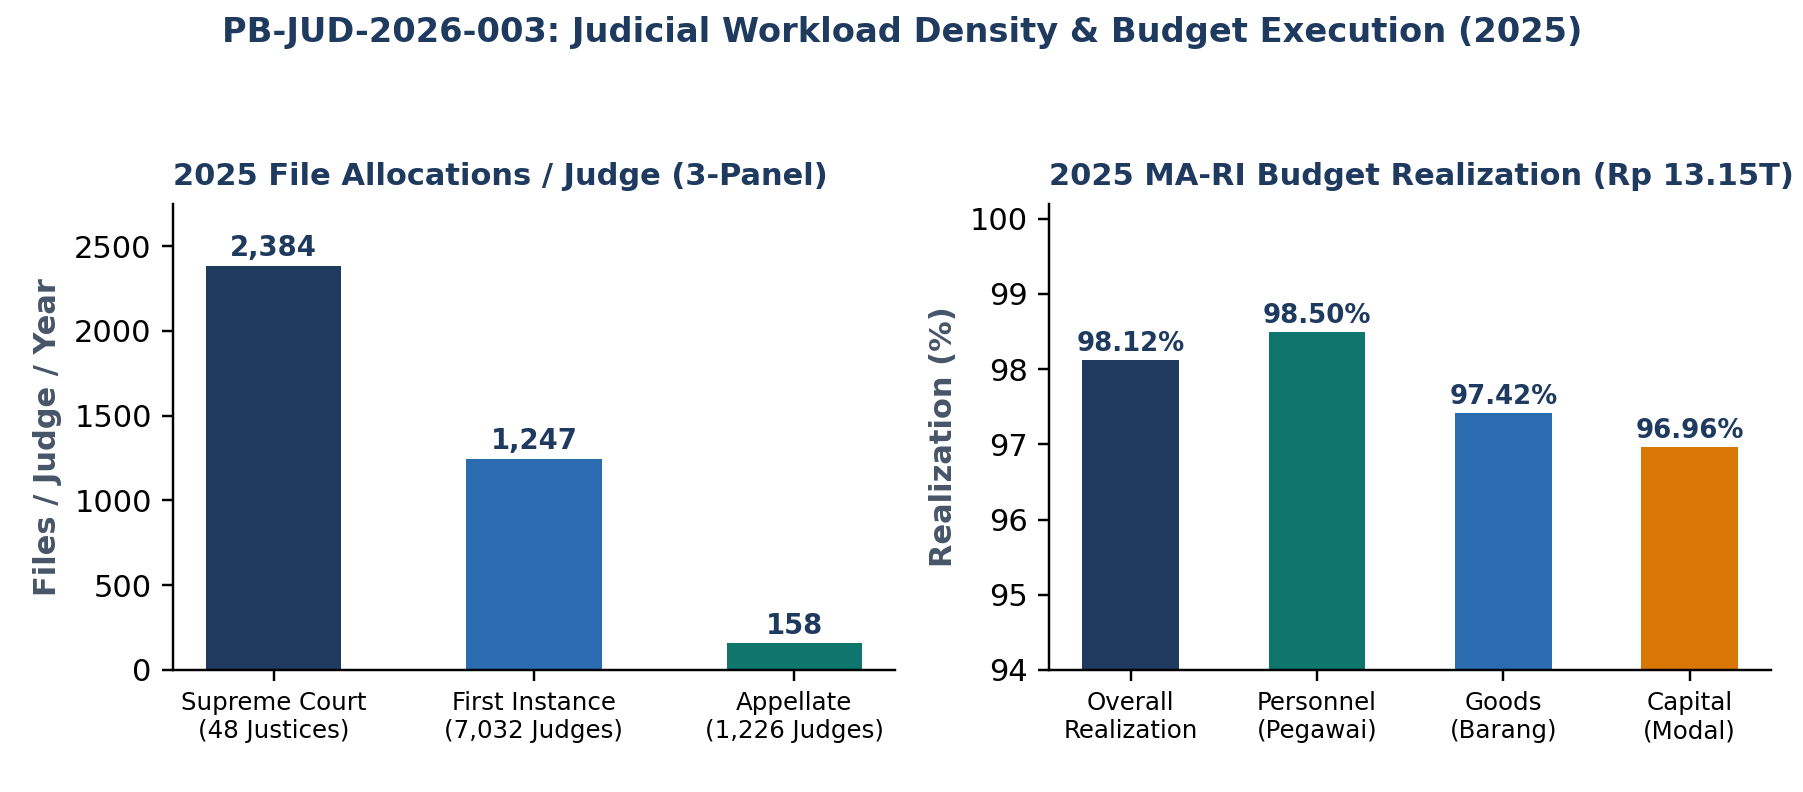 PB-JUD-2026-003: Judicial Workload Density & Budget Execution (2025)
2025 File Allocations / Judge (3-Panel)
Files / Judge / Year
2500
2000
1500
1000
500
0
2,384
1,247
158
Supreme Court
(48 Justices)
First Instance
(7,032 Judges)
Appellate
(1,226 Judges)
2025 MA-RI Budget Realization (Rp 13.15T)
Realization (%)
100
99
98
97
96
95
94
98.12%
98.50%
97.42%
96.96%
Overall
Realization
Personnel
(Pegawai)
Goods
(Barang)
Capital
(Modal)